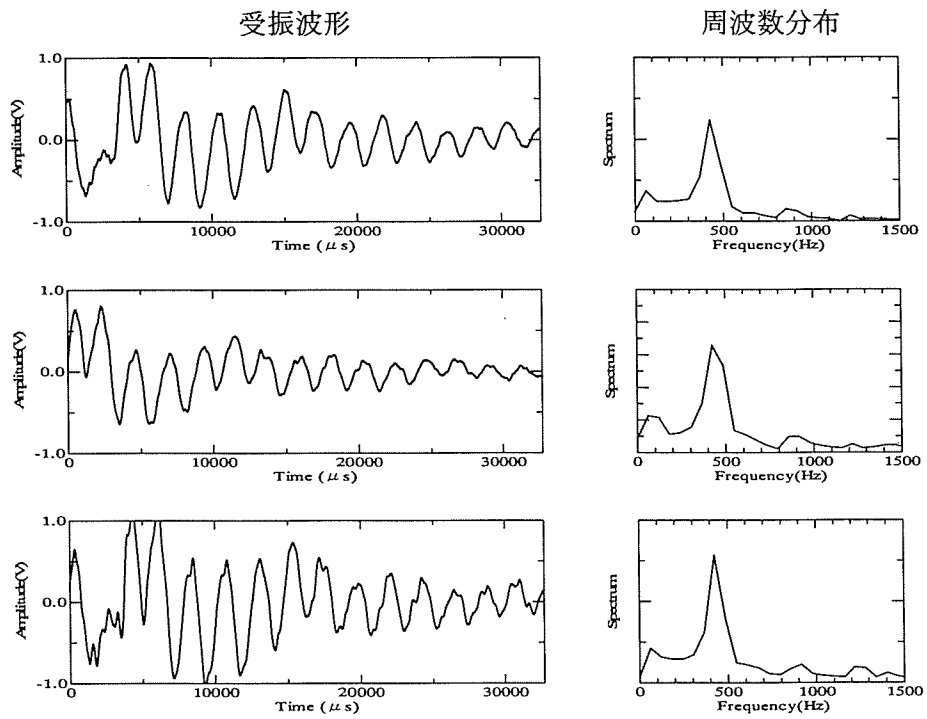 受振波形
周波数分布
1.0
0.0
-1.0
Amplitude(V)
0 10000 20000 30000
Time (μs)
Spectrum
0 500 1000 1500
Frequency(Hz)
1.0
0.0
-1.0
Amplitude(V)
0 10000 20000 30000
Time (μs)
Spectrum
0 500 1000 1500
Frequency(Hz)
1.0
0.0
-1.0
Amplitude(V)
0 10000 20000 30000
Time (μs)
Spectrum
0 500 1000 1500
Frequency(Hz)